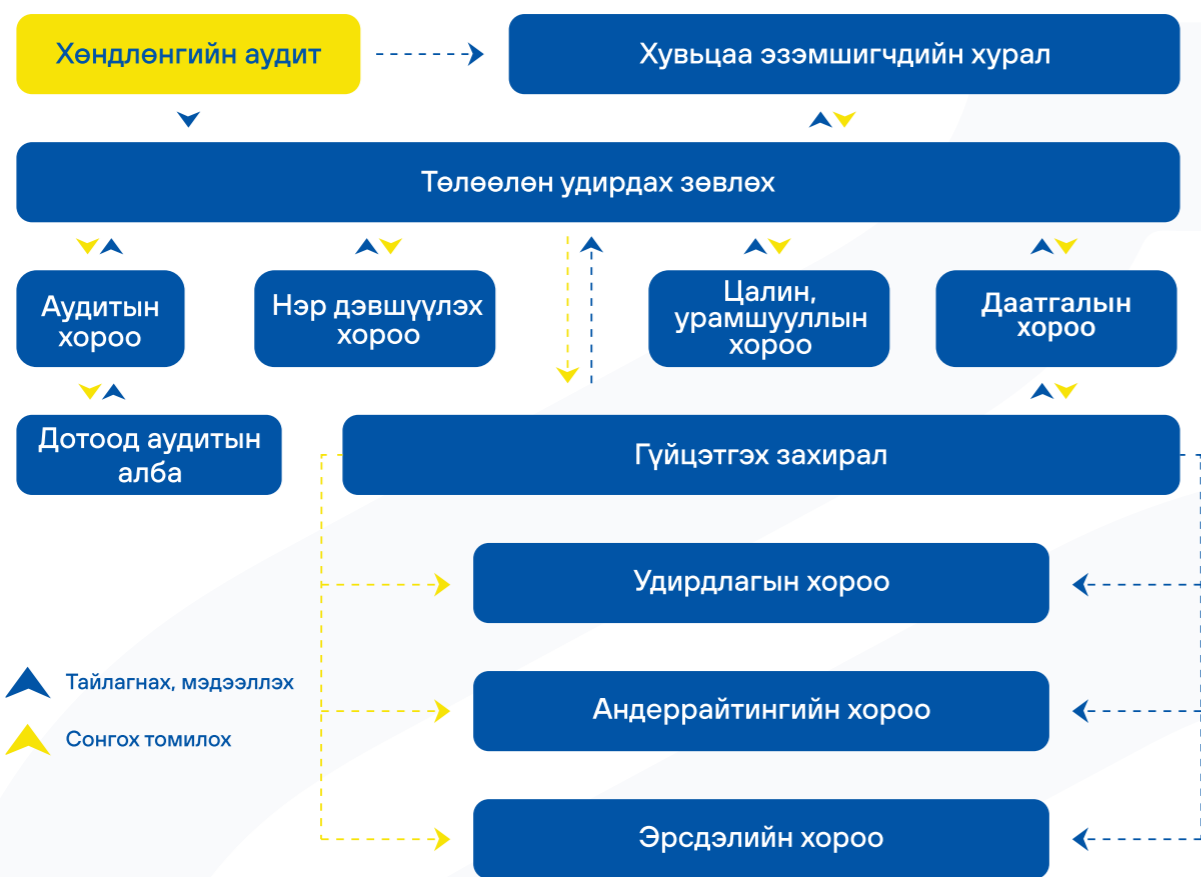 Хөндлөнгийн аудит
Хувьцаа эзэмшигчдийн хурал
Төлөөлөн удирдах зөвлөх
Аудитын
хороо
Нэр дэвшүүлэх
хороо
Цалин,
урамшууллын
хороо
Даатгалын
хороо
Дотоод аудитын
алба
Гүйцэтгэх захирал
Удирдлагын хороо
Андеррайтингийн хороо
Эрсдэлийн хороо
Тайлагнах, мэдээллэх
Сонгох томилох